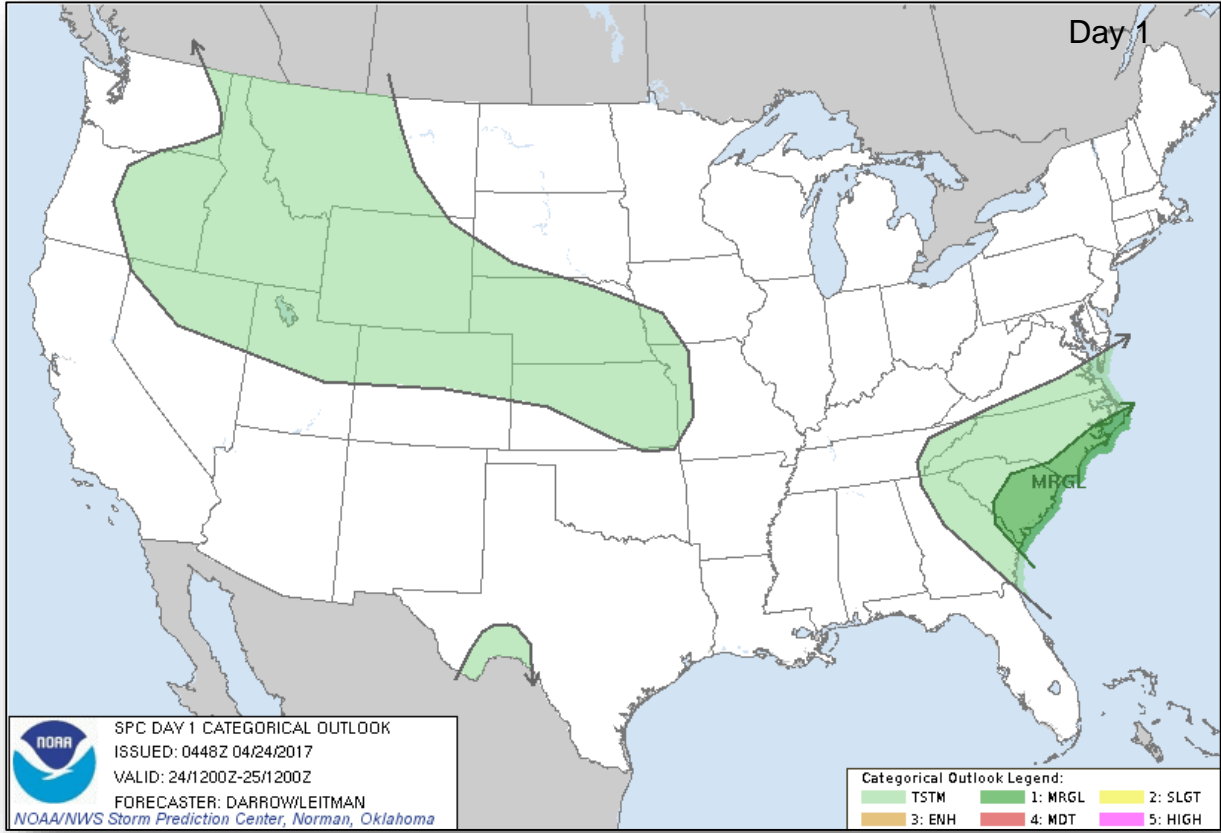 Day 1
MRGL
NOAA
SPC DAY 1 CATEGORICAL OUTLOOK
ISSUED: 0448Z 04/24/2017
VALID: 24/1200Z-25/1200Z
FORECASTER: DARROW/LEITMAN
NOAA/NWS Storm Prediction Center, Norman, Oklahoma
Categorical Outlook Legend:
TSTM 1: MRGL 2: SLGT
3: ENH 4: MDT 5: HIGH